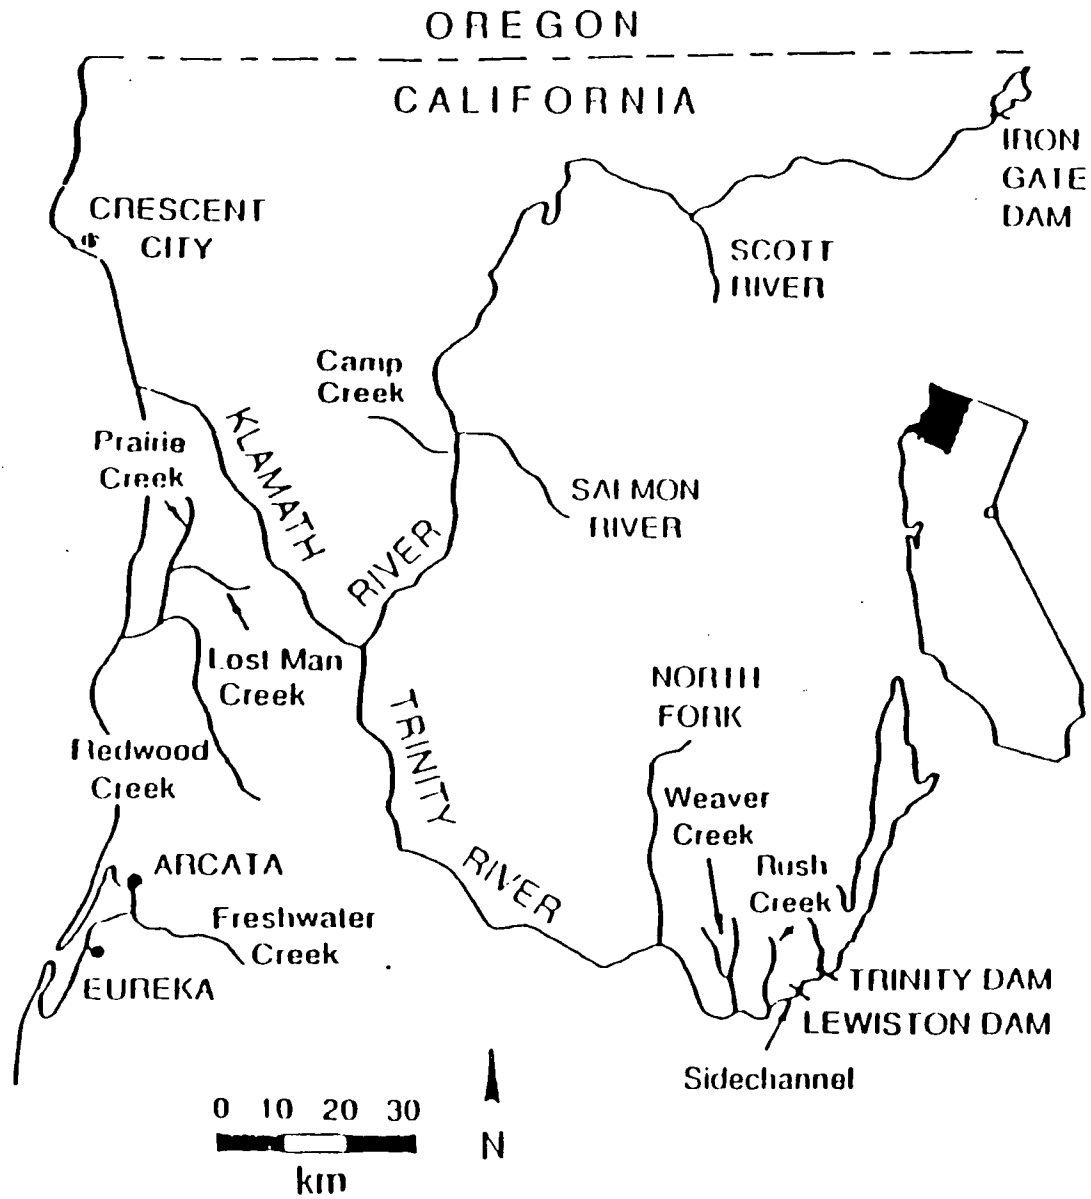 OREGON
CALIFORNIA
IRON
GATE
DAM
CRESCENT
CITY
SCOTT
RIVER
Camp
Creek
KLAMATH
RIVER
Prairie
Creek
SALMON
RIVER
Lost Man
Creek
NORTH
FORK
TRINITY
RIVER
Redwood
Creek
Weaver
Creek
Rush
Creek
ARCATA
Freshwater
Creek
EUREKA
TRINITY DAM
LEWISTON DAM
Sidechannel
0 10 20 30
km
N